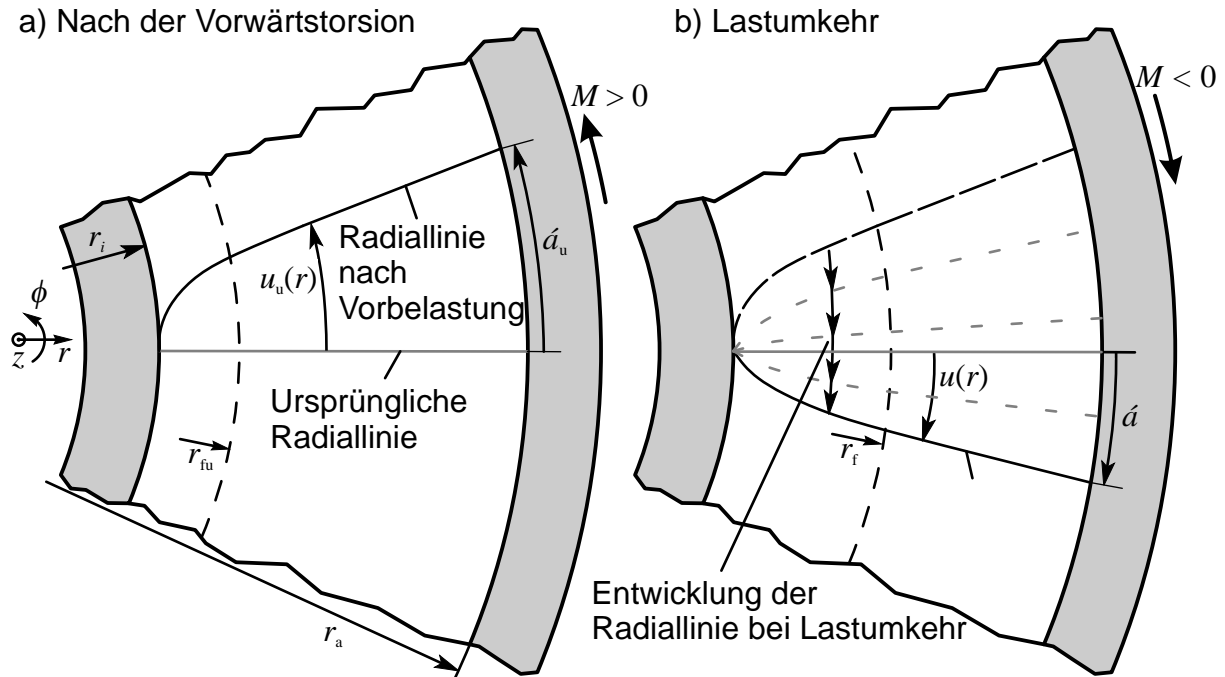 a) Nach der Vorwärtstorsion
b) Lastumkehr
M > 0
M < 0
r_i
á_u
Radiallinie
nach
Vorbelastung
u_u(r)
ϕ
z
r
Ursprüngliche
Radiallinie
r_fu
r_a
u(r)
á
r_f
Entwicklung der
Radiallinie bei Lastumkehr